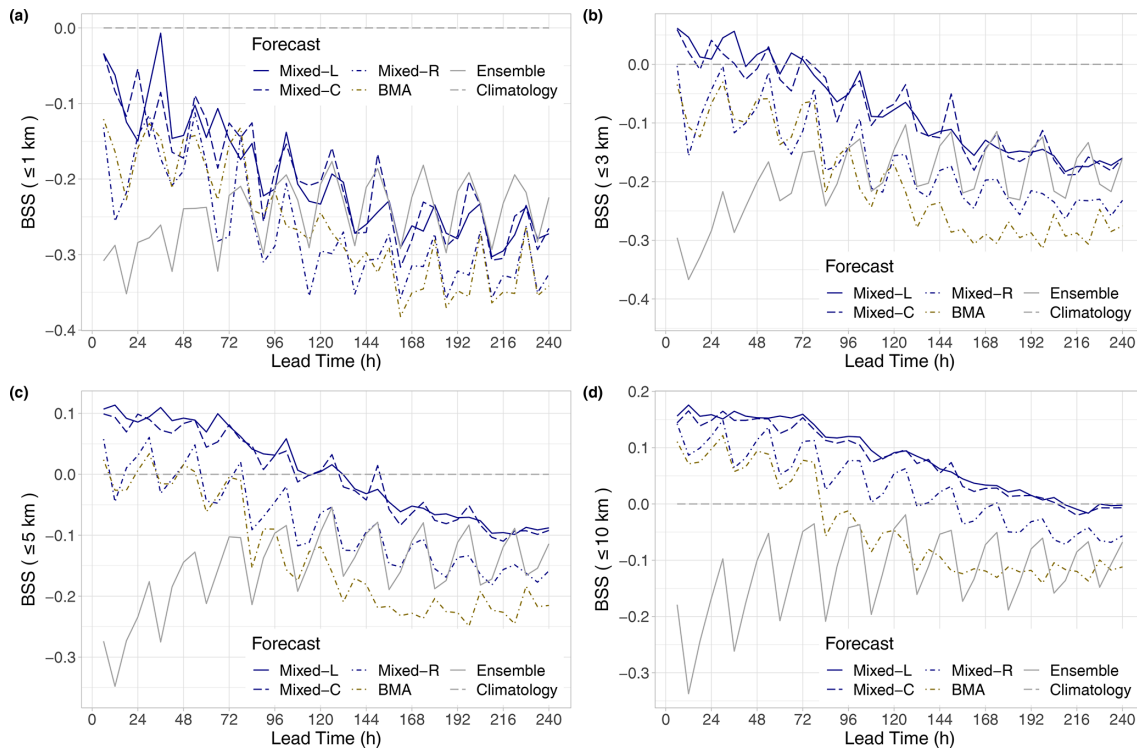 (a)
BSS ( ≤ 1 km )
0.0
−0.1
−0.2
−0.3
−0.4
Forecast
Mixed−L Mixed−R Ensemble
Mixed−C BMA Climatology
0 24 48 72 96 120 144 168 192 216 240
Lead Time (h)
(b)
BSS ( ≤ 3 km )
0.0
−0.1
−0.2
−0.3
−0.4
Forecast
Mixed−L Mixed−R Ensemble
Mixed−C BMA Climatology
0 24 48 72 96 120 144 168 192 216 240
Lead Time (h)
(c)
BSS ( ≤ 5 km )
0.1
0.0
−0.1
−0.2
−0.3
Forecast
Mixed−L Mixed−R Ensemble
Mixed−C BMA Climatology
0 24 48 72 96 120 144 168 192 216 240
Lead Time (h)
(d)
BSS ( ≤ 10 km )
0.2
0.1
0.0
−0.1
−0.2
−0.3
Forecast
Mixed−L Mixed−R Ensemble
Mixed−C BMA Climatology
0 24 48 72 96 120 144 168 192 216 240
Lead Time (h)